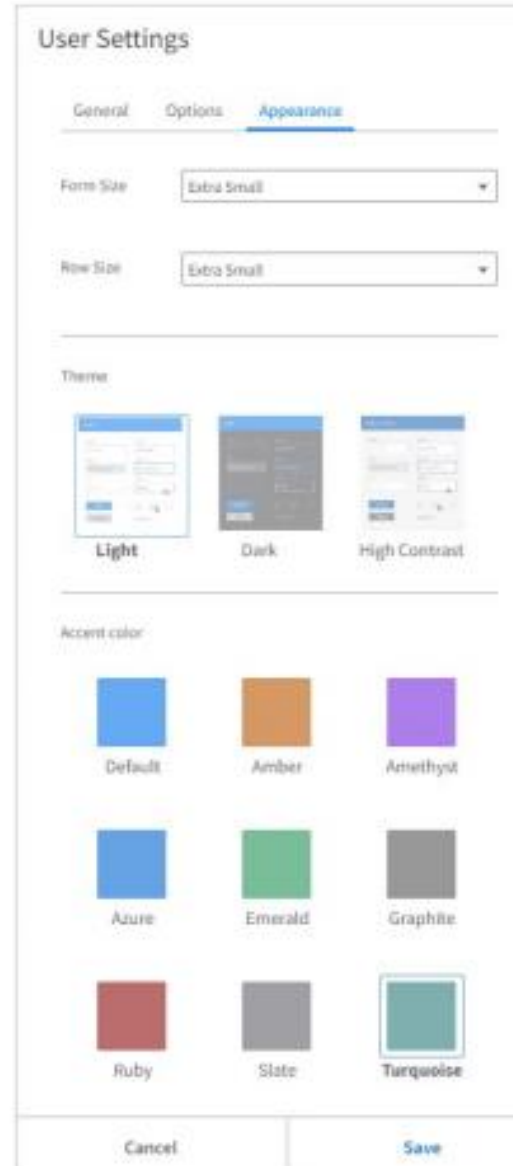 User Settings
General Options Appearance
Form Size Extra Small
Row Size Extra Small
Theme
Light Dark High Contrast
Accent color
Default Amber Amethyst
Azure Emerald Graphite
Ruby Slate Turquoise
Cancel Save